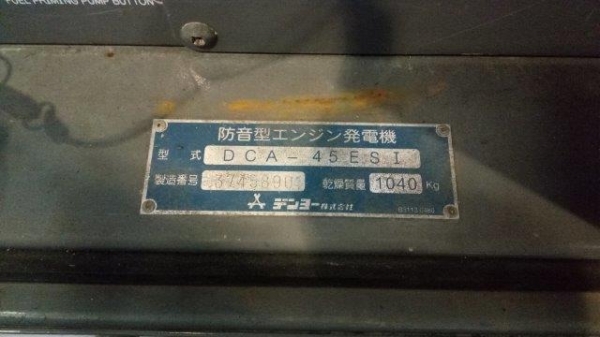 FUEL PRIMING PUMP BUTTON
防音型エンジン発電機
型式 DCA-45ESI
製造番号 乾燥質量 1040 Kg
デンヨー株式会社